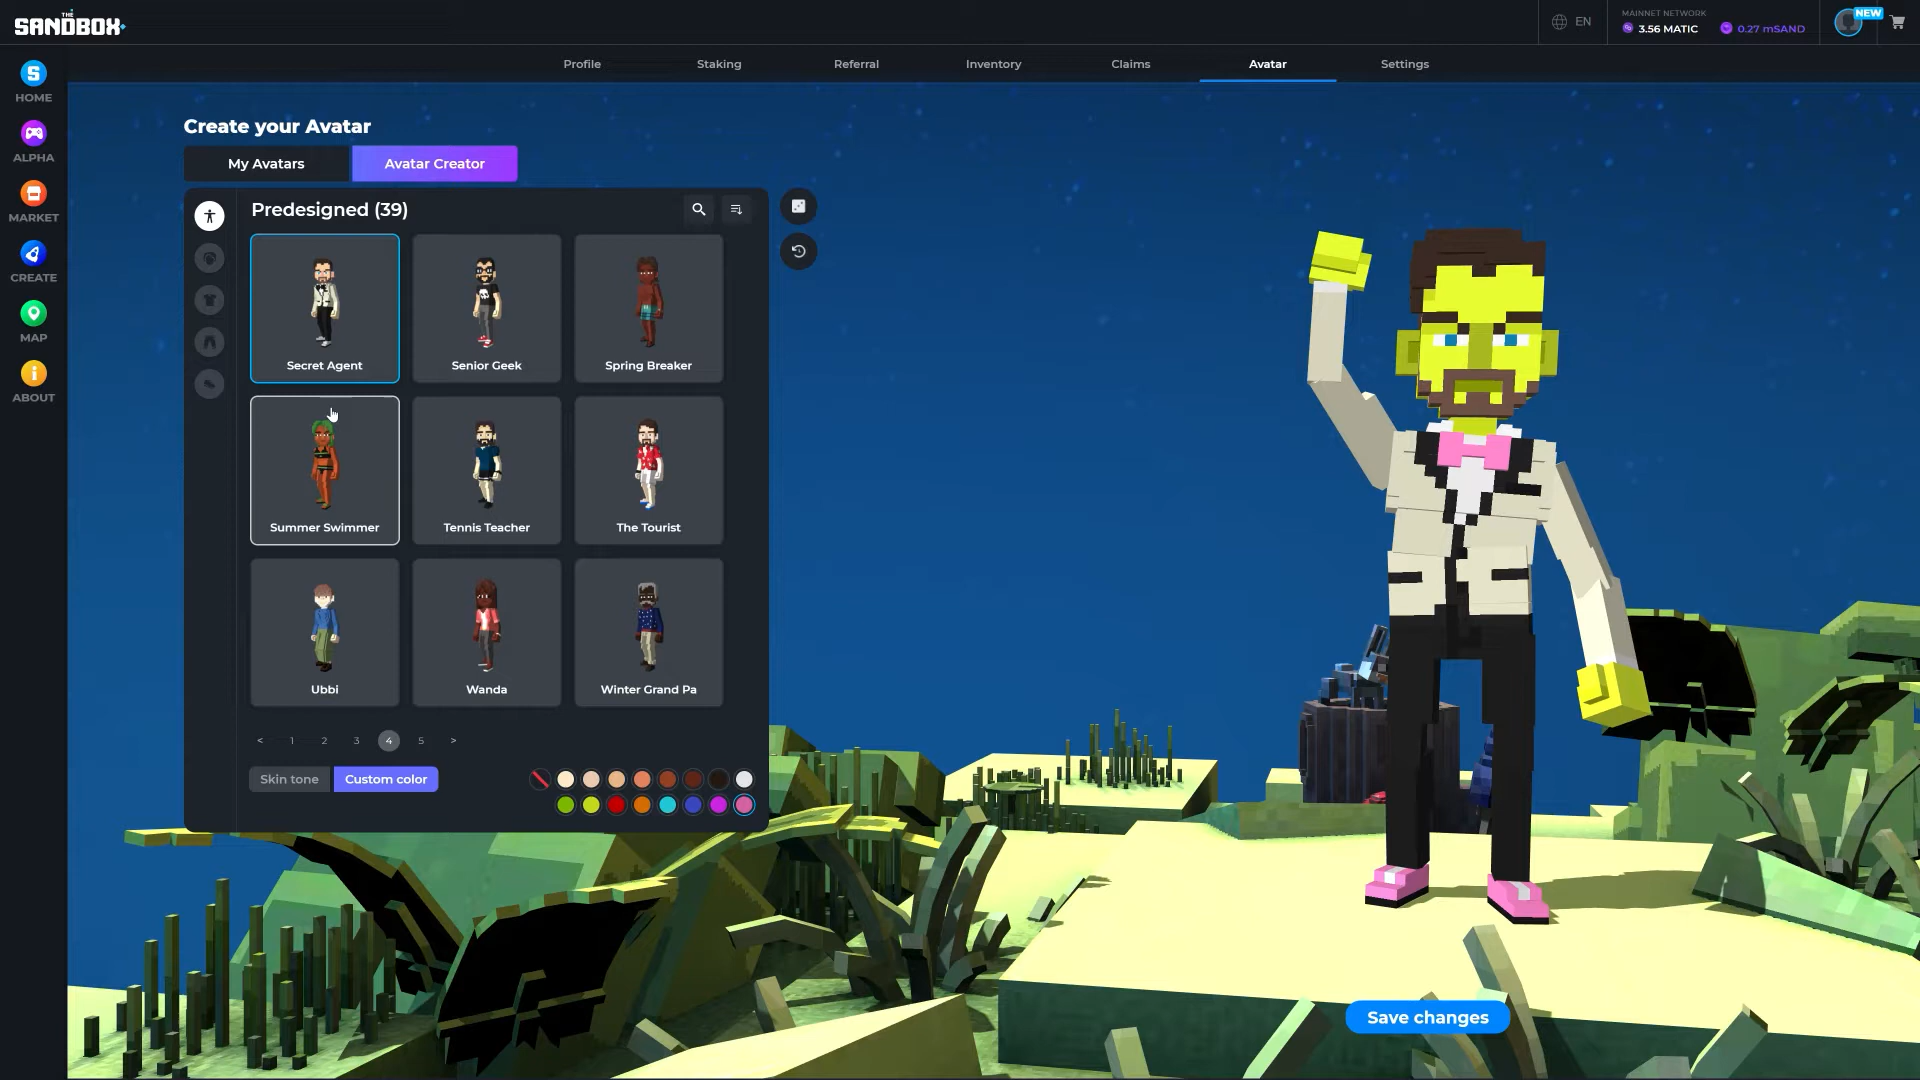 THE
SANDBOX
EN
MAINNET NETWORK
3.56 MATIC
0.27 mSAND
NEW
Profile
Staking
Referral
Inventory
Claims
Avatar
Settings
S
HOME
ALPHA
MARKET
CREATE
MAP
i
ABOUT
Create your Avatar
My Avatars
Avatar Creator
Predesigned (39)
Secret Agent
Senior Geek
Spring Breaker
Summer Swimmer
Tennis Teacher
The Tourist
Ubbi
Wanda
Winter Grand Pa
< 1 2 3 4 5 >
Skin tone
Custom color
Save changes